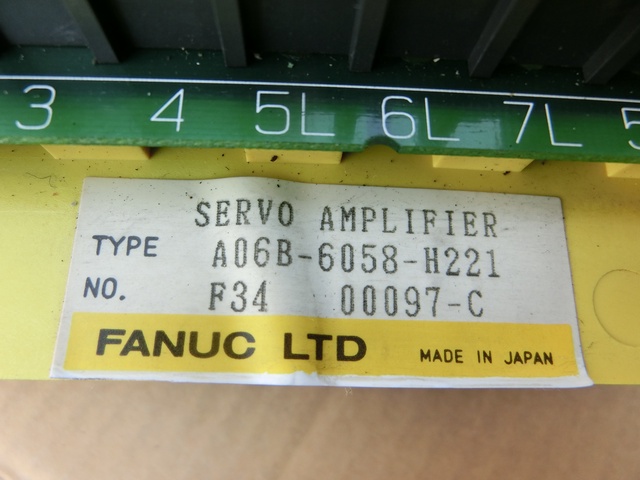 3 4 5L 6L 7L 5
SERVO AMPLIFIER
TYPE A06B-6058-H221
NO. F34 00097-C
FANUC LTD MADE IN JAPAN